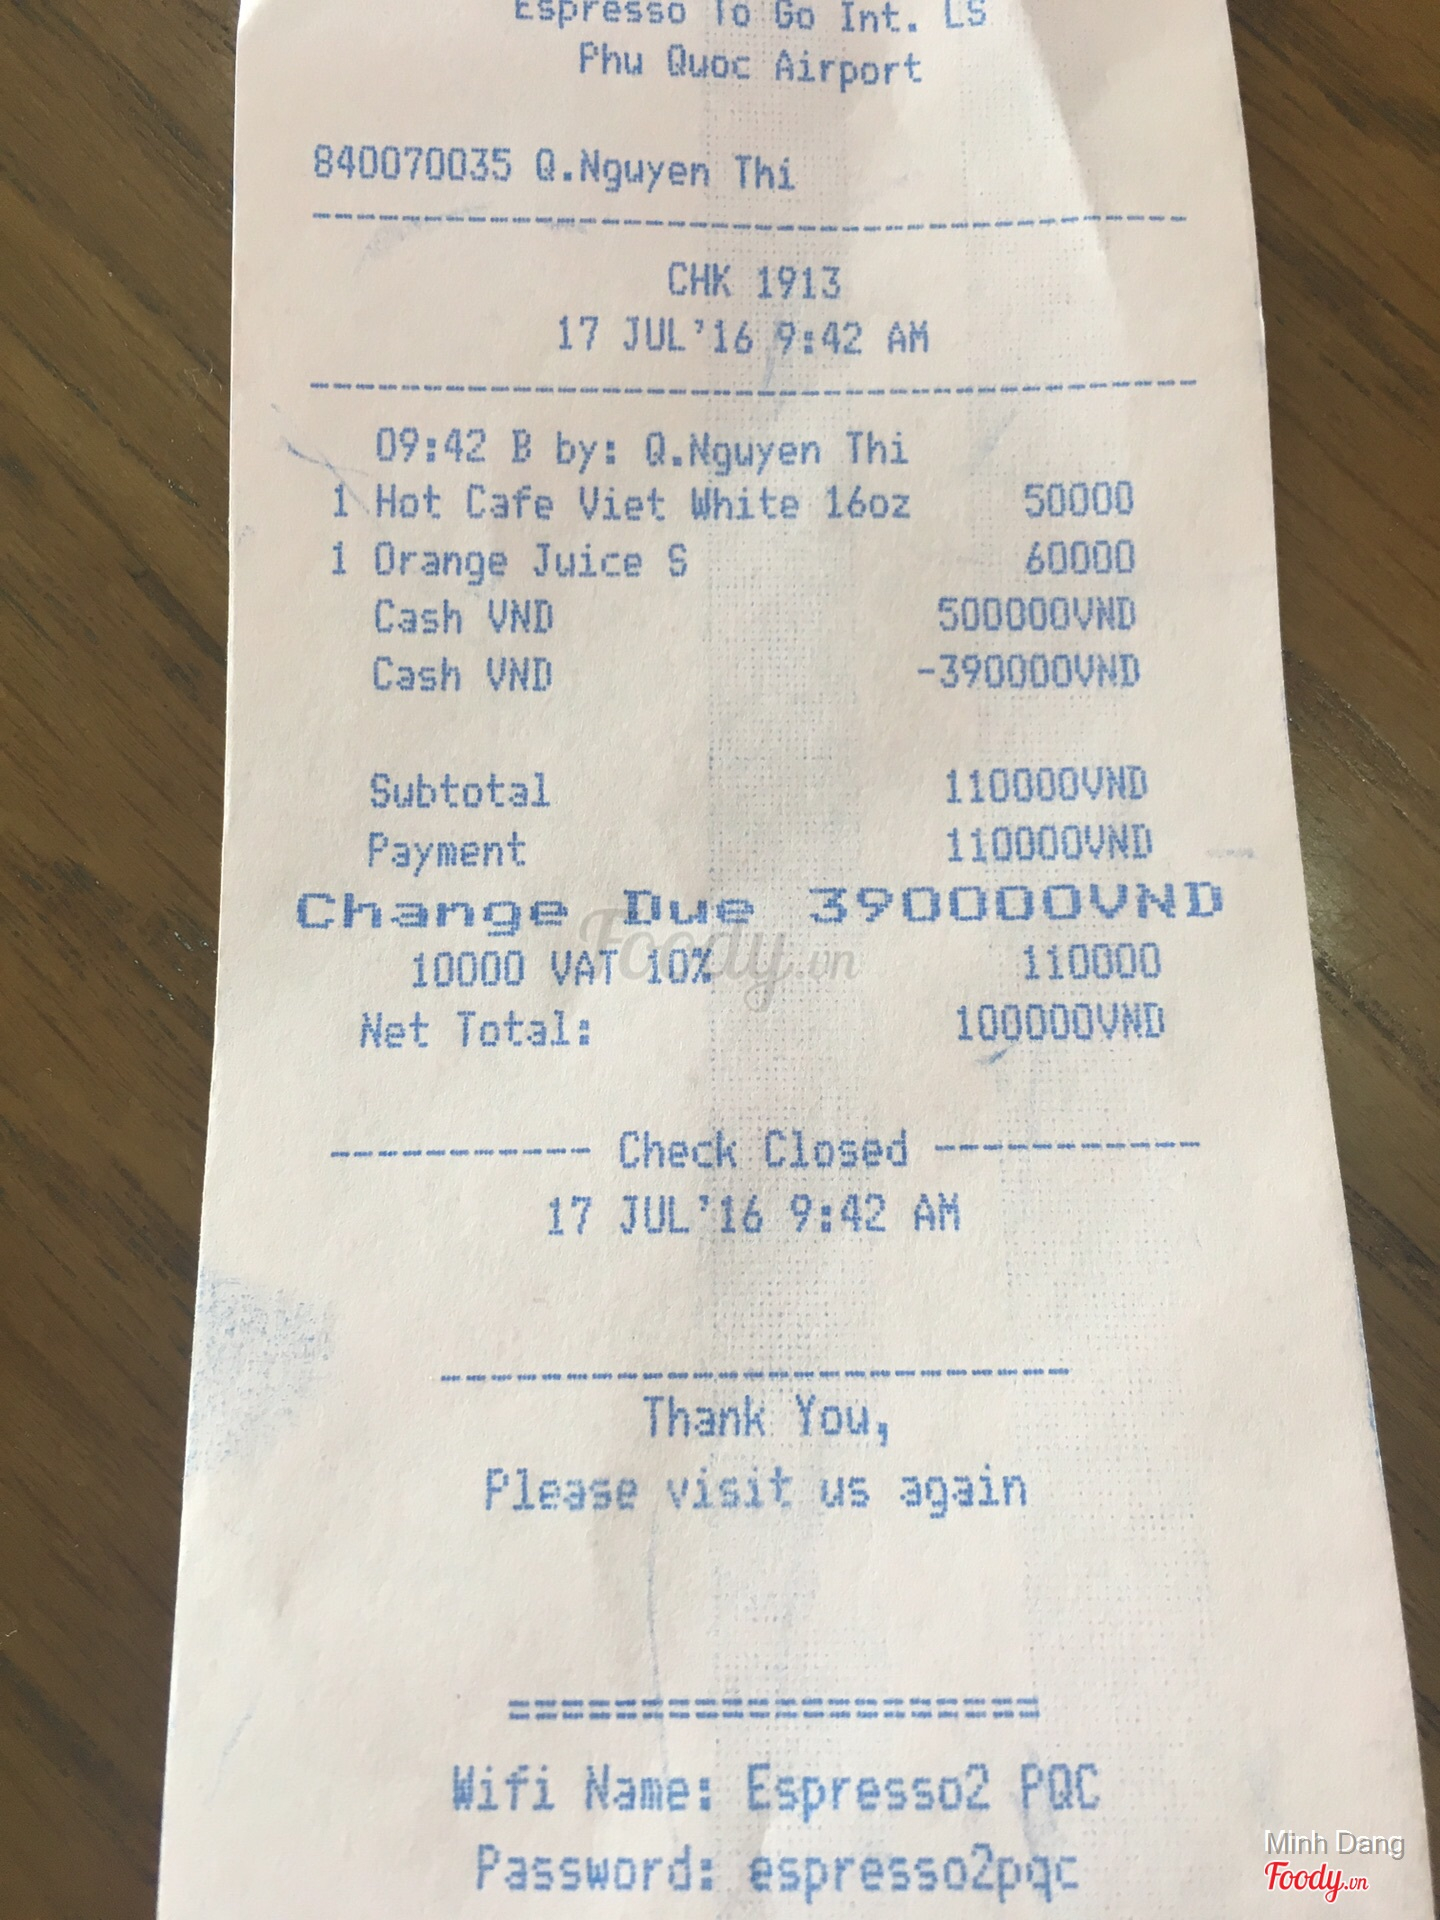 Espresso To Go Int. LS
Phu Quoc Airport
840070035 Q.Nguyen Thi
CHK 1913
17 JUL'16 9:42 AM
09:42 B by: Q.Nguyen Thi
1 Hot Cafe Viet White 16oz 50000
1 Orange Juice S 60000
Cash VND 500000VND
Cash VND -390000VND
Subtotal 110000VND
Payment 110000VND
Change Due 390000VND
10000 VAT 10% 110000
Net Total: 100000VND
Check Closed
17 JUL'16 9:42 AM
Thank You,
Please visit us again
Wifi Name: Espresso2 PQC
Password: espresso2pqc
Foody.vn
Minh Dang
Foody.vn